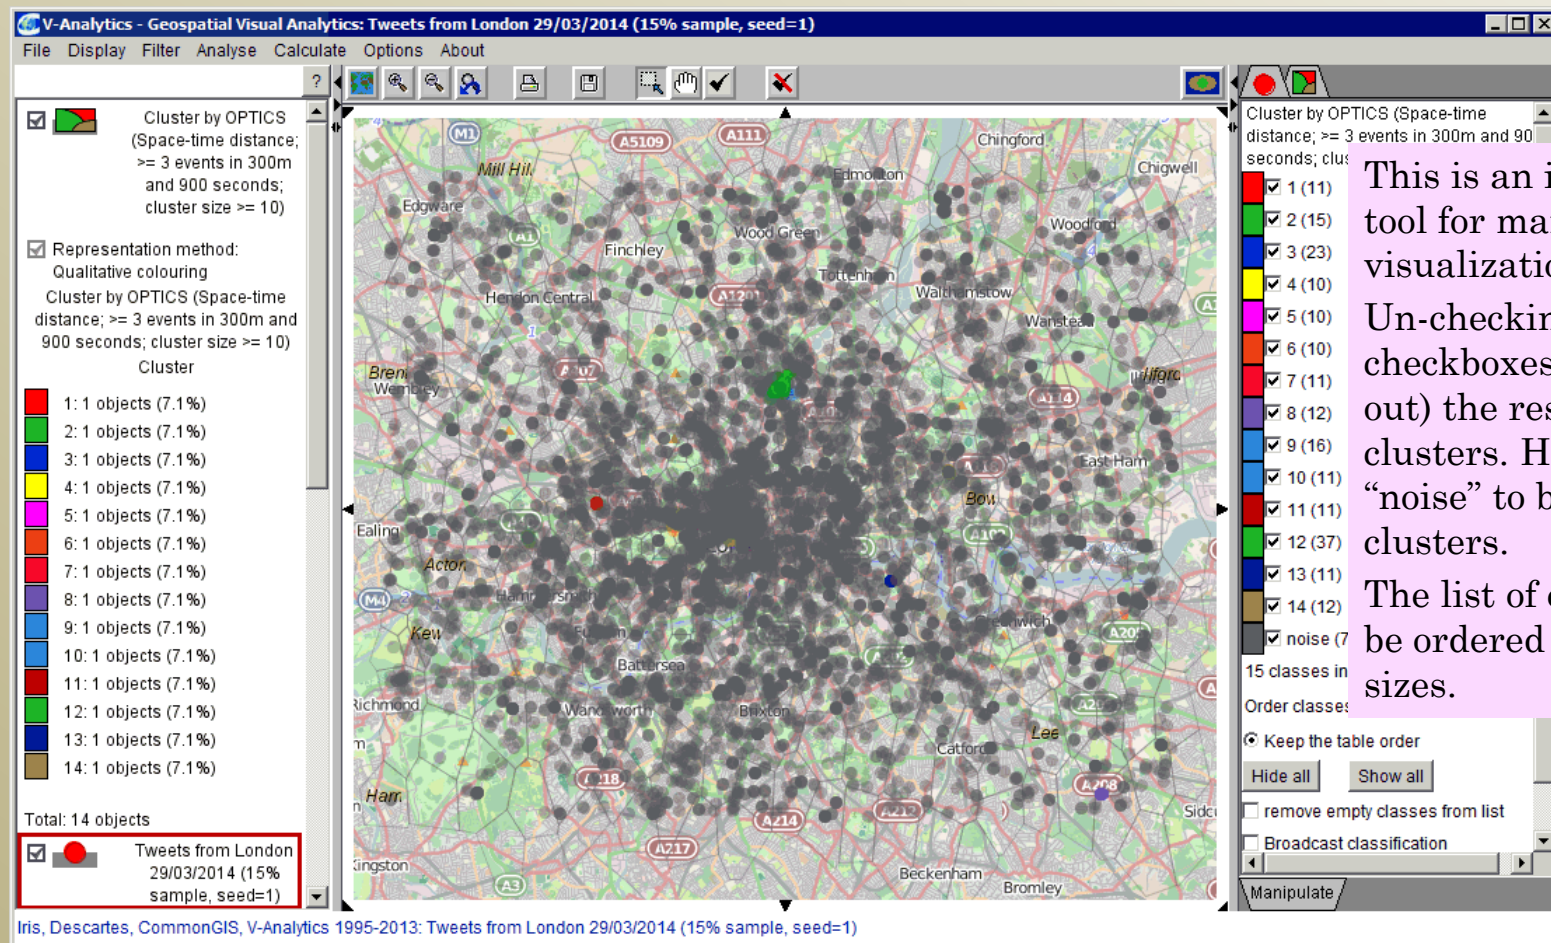 V-Analytics - Geospatial Visual Analytics: Tweets from London 29/03/2014 (15% sample, seed=1)
File Display Filter Analyse Calculate Options About
?
Cluster by OPTICS
(Space-time distance;
>= 3 events in 300m
and 900 seconds;
cluster size >= 10)
Representation method:
Qualitative colouring
Cluster by OPTICS (Space-time
distance; >= 3 events in 300m and
900 seconds; cluster size >= 10)
Cluster
1: 1 objects (7.1%)
2: 1 objects (7.1%)
3: 1 objects (7.1%)
4: 1 objects (7.1%)
5: 1 objects (7.1%)
6: 1 objects (7.1%)
7: 1 objects (7.1%)
8: 1 objects (7.1%)
9: 1 objects (7.1%)
10: 1 objects (7.1%)
11: 1 objects (7.1%)
12: 1 objects (7.1%)
13: 1 objects (7.1%)
14: 1 objects (7.1%)
Total: 14 objects
Tweets from London
29/03/2014 (15%
sample, seed=1)
M1
A5109
A111
Chingford
Mill Hill
Edmonton
Chigwell
Edgware
A1
Wood Green
Woodford
Finchley
Tottenham
Hendon Central
Walthamstow
Wanstead
Wembley
Ilford
A114
East Ham
Bow
Ealing
Acton
Hammersmith
M4
Kew
Greenwich
Battersea
Richmond
Wandsworth
Brixton
Lee
Catford
A218
A208
Ham
A214
A212
Sidc
A217
Kingston
A3
Beckenham
Bromley
Cluster by OPTICS (Space-time
distance; >= 3 events in 300m and 90
seconds; clus
1 (11)
2 (15)
3 (23)
4 (10)
5 (10)
6 (10)
7 (11)
8 (12)
9 (16)
10 (11)
11 (11)
12 (37)
13 (11)
14 (12)
noise (7
15 classes in
Order classes
Keep the table order
Hide all Show all
remove empty classes from list
Broadcast classification
Manipulate
This is an i
tool for ma
visualizatio
Un-checkin
checkboxes
out) the res
clusters. H
“noise” to b
clusters.
The list of
be ordered
sizes.
Iris, Descartes, CommonGIS, V-Analytics 1995-2013: Tweets from London 29/03/2014 (15% sample, seed=1)